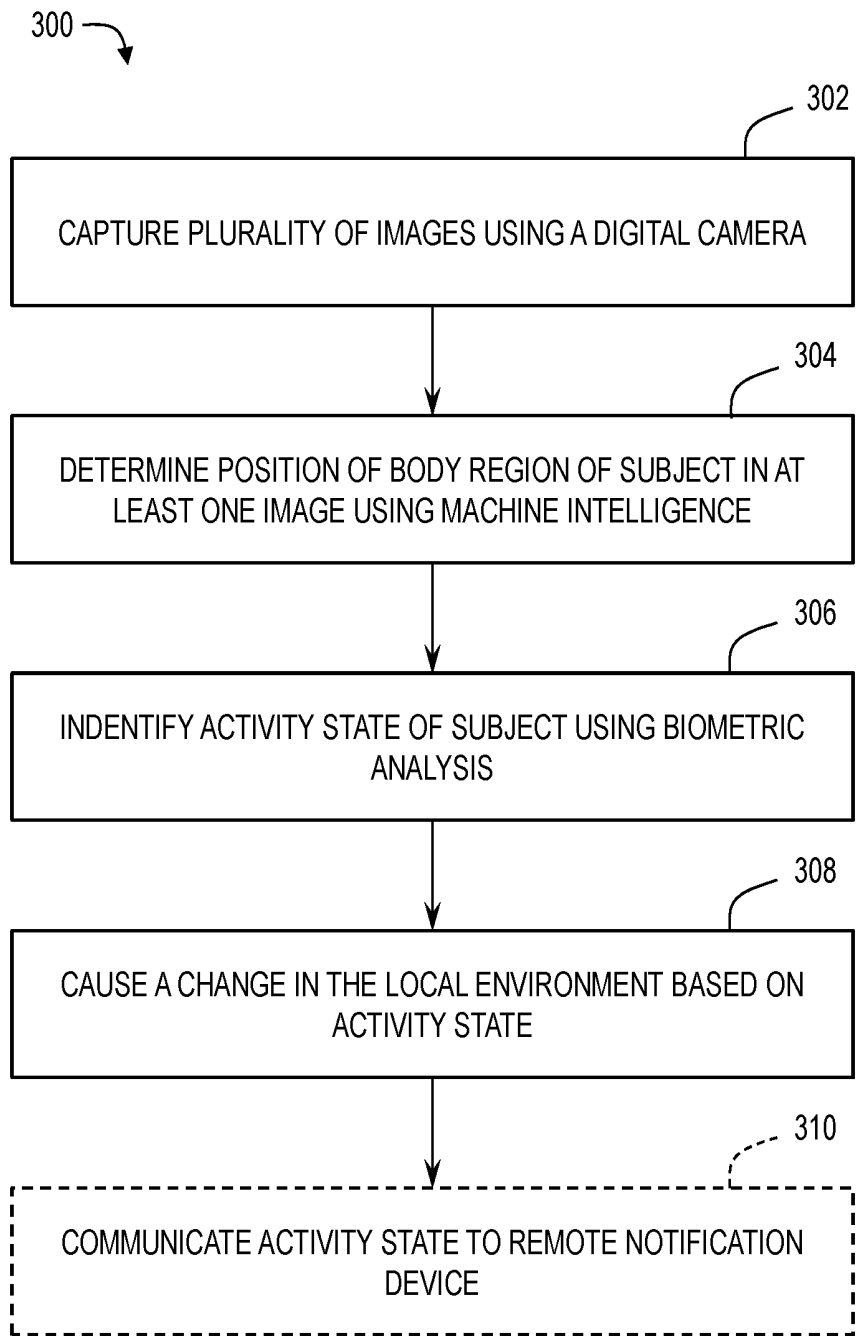 300
302
CAPTURE PLURALITY OF IMAGES USING A DIGITAL CAMERA
304
DETERMINE POSITION OF BODY REGION OF SUBJECT IN AT
LEAST ONE IMAGE USING MACHINE INTELLIGENCE
306
INDENTIFY ACTIVITY STATE OF SUBJECT USING BIOMETRIC
ANALYSIS
308
CAUSE A CHANGE IN THE LOCAL ENVIRONMENT BASED ON
ACTIVITY STATE
310
COMMUNICATE ACTIVITY STATE TO REMOTE NOTIFICATION
DEVICE